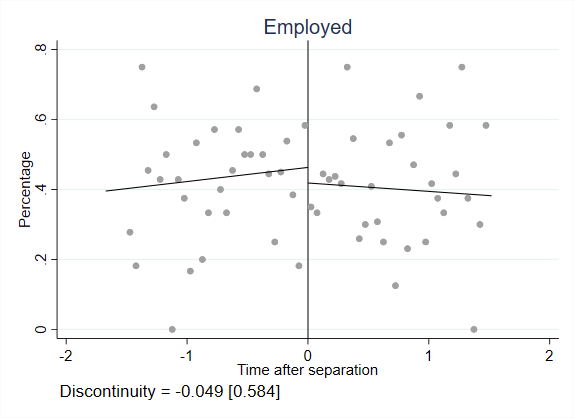 Employed
Percentage
.8
.6
.4
.2
0
-2 -1 0 1 2
Time after separation
Discontinuity = -0.049 [0.584]